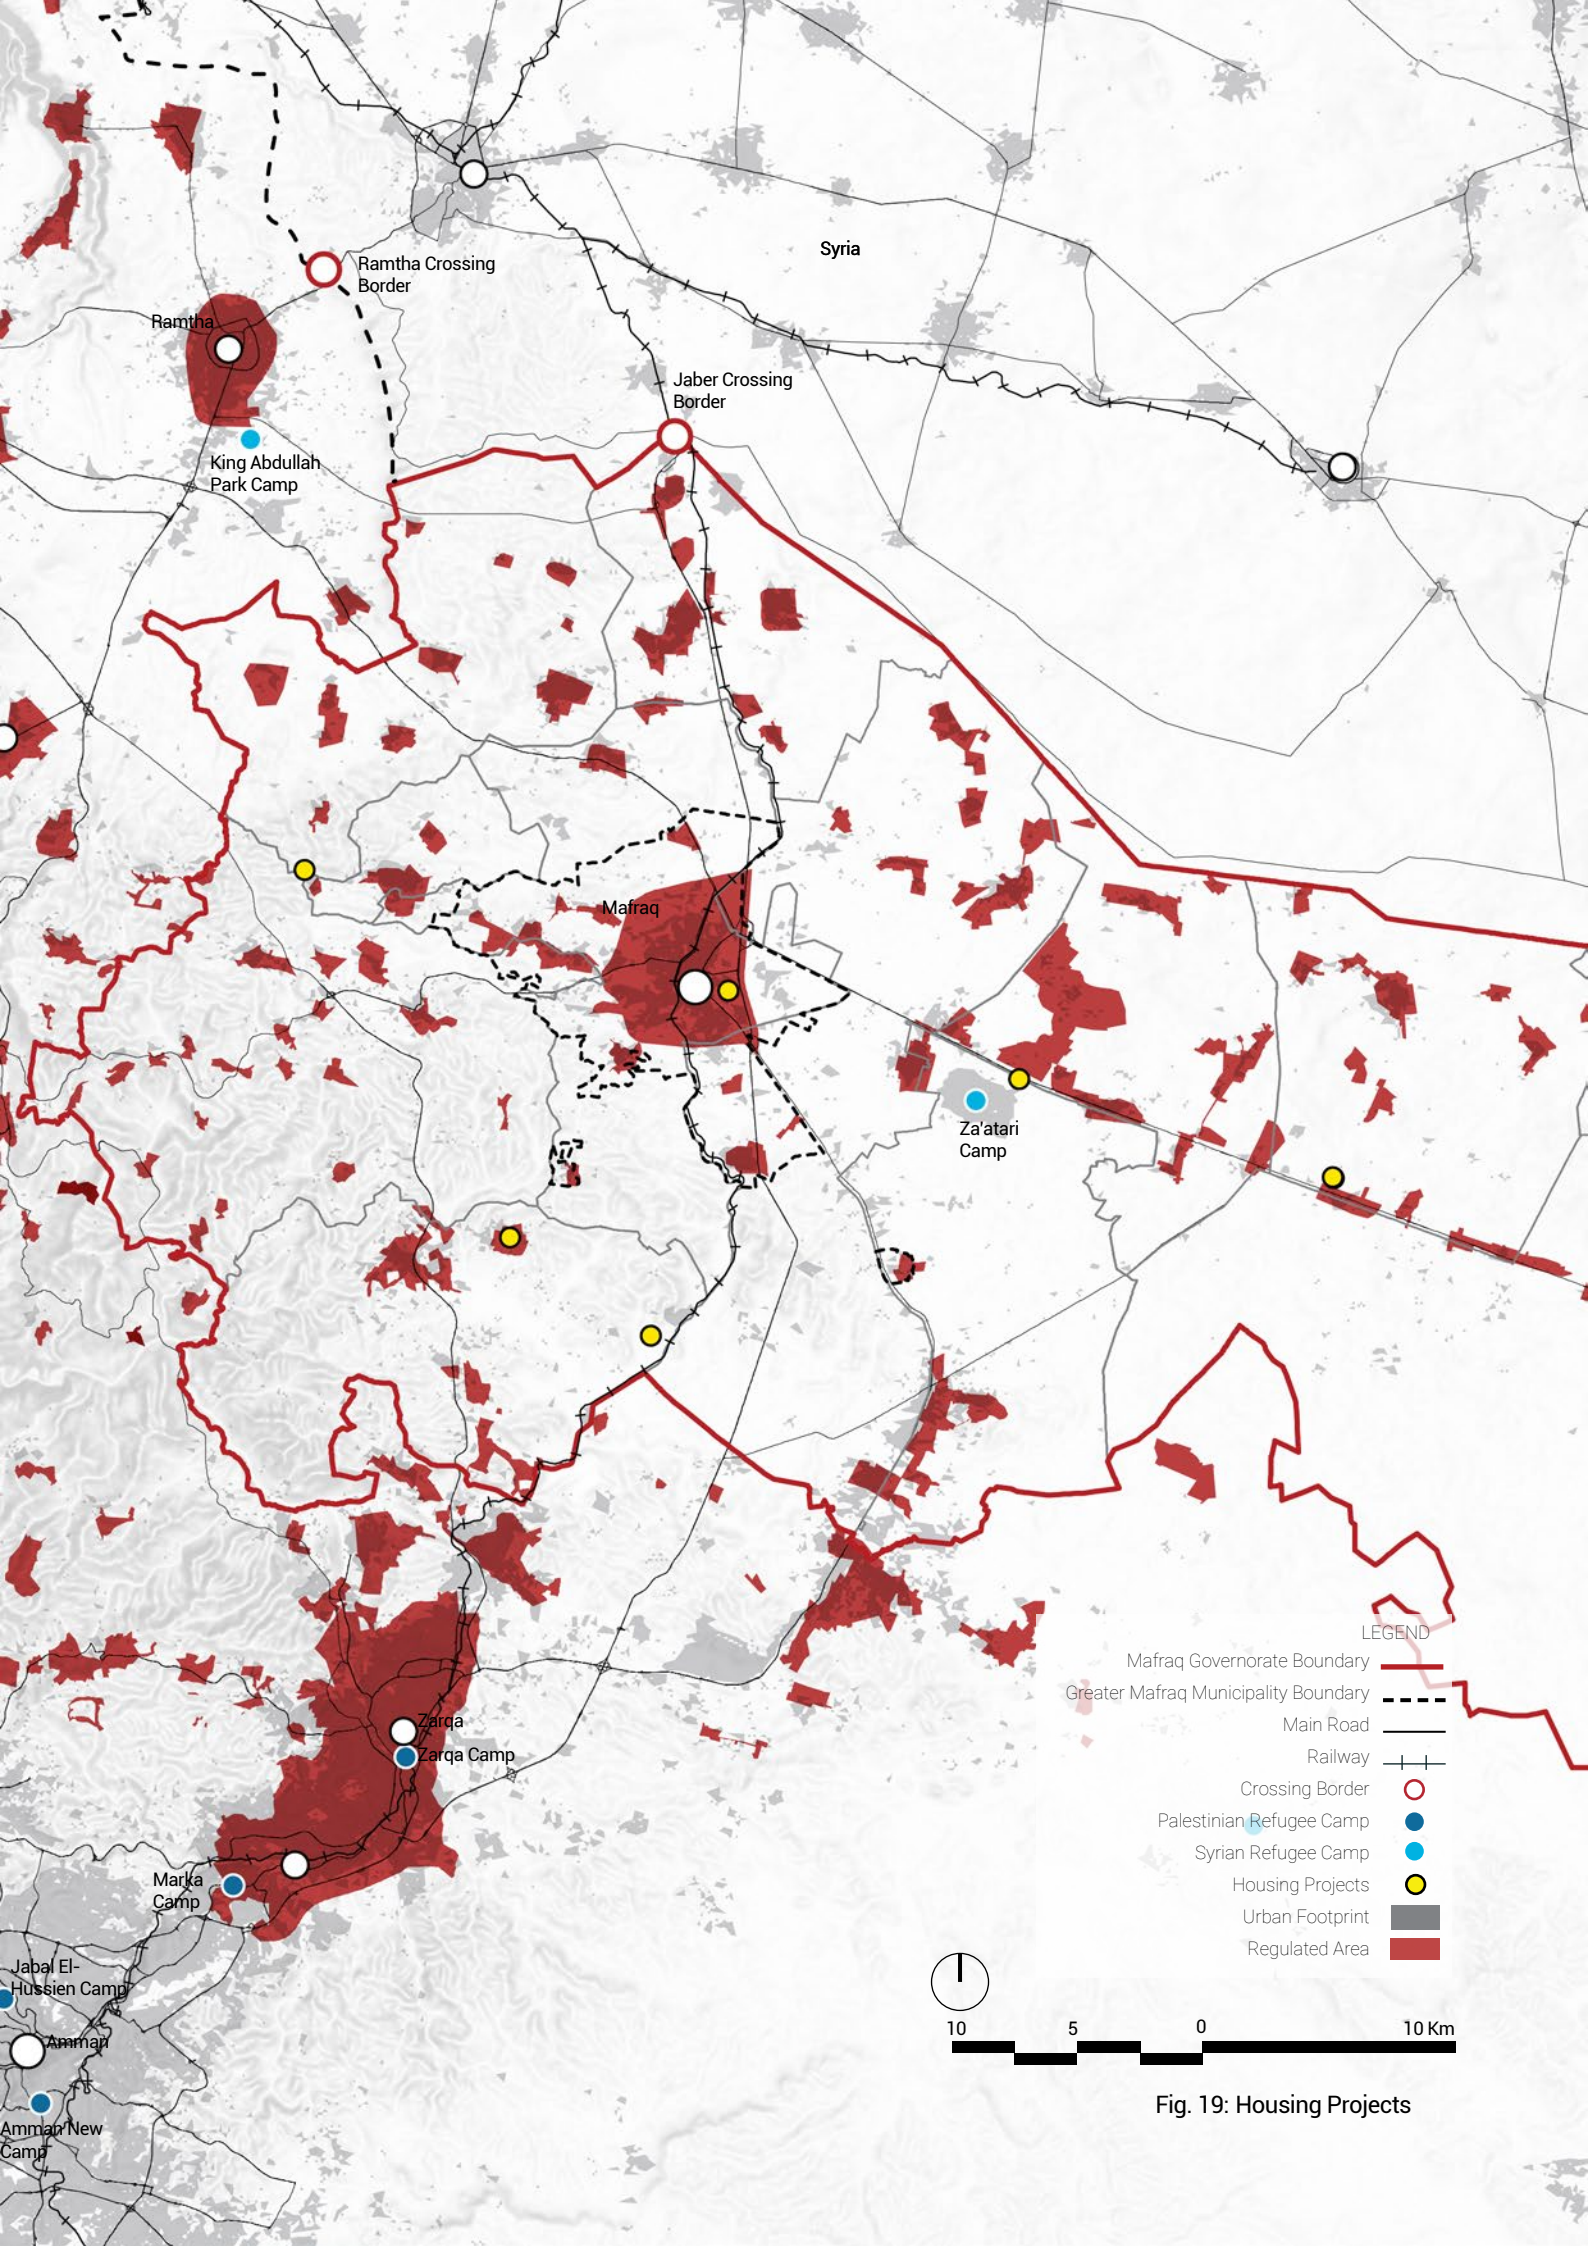 Syria
Ramtha Crossing
Border
Ramtha
Jaber Crossing
Border
King Abdullah
Park Camp
Mafraq
Za'atari
Camp
LEGEND
Mafraq Governorate Boundary
Greater Mafraq Municipality Boundary
Main Road
Railway
Crossing Border
Palestinian Refugee Camp
Syrian Refugee Camp
Housing Projects
Urban Footprint
Regulated Area
Zarqa
Zarqa Camp
Marka
Camp
Jabal El-
Hussien Camp
Amman
Amman New
Camp
10 5 0 10 Km
Fig. 19: Housing Projects